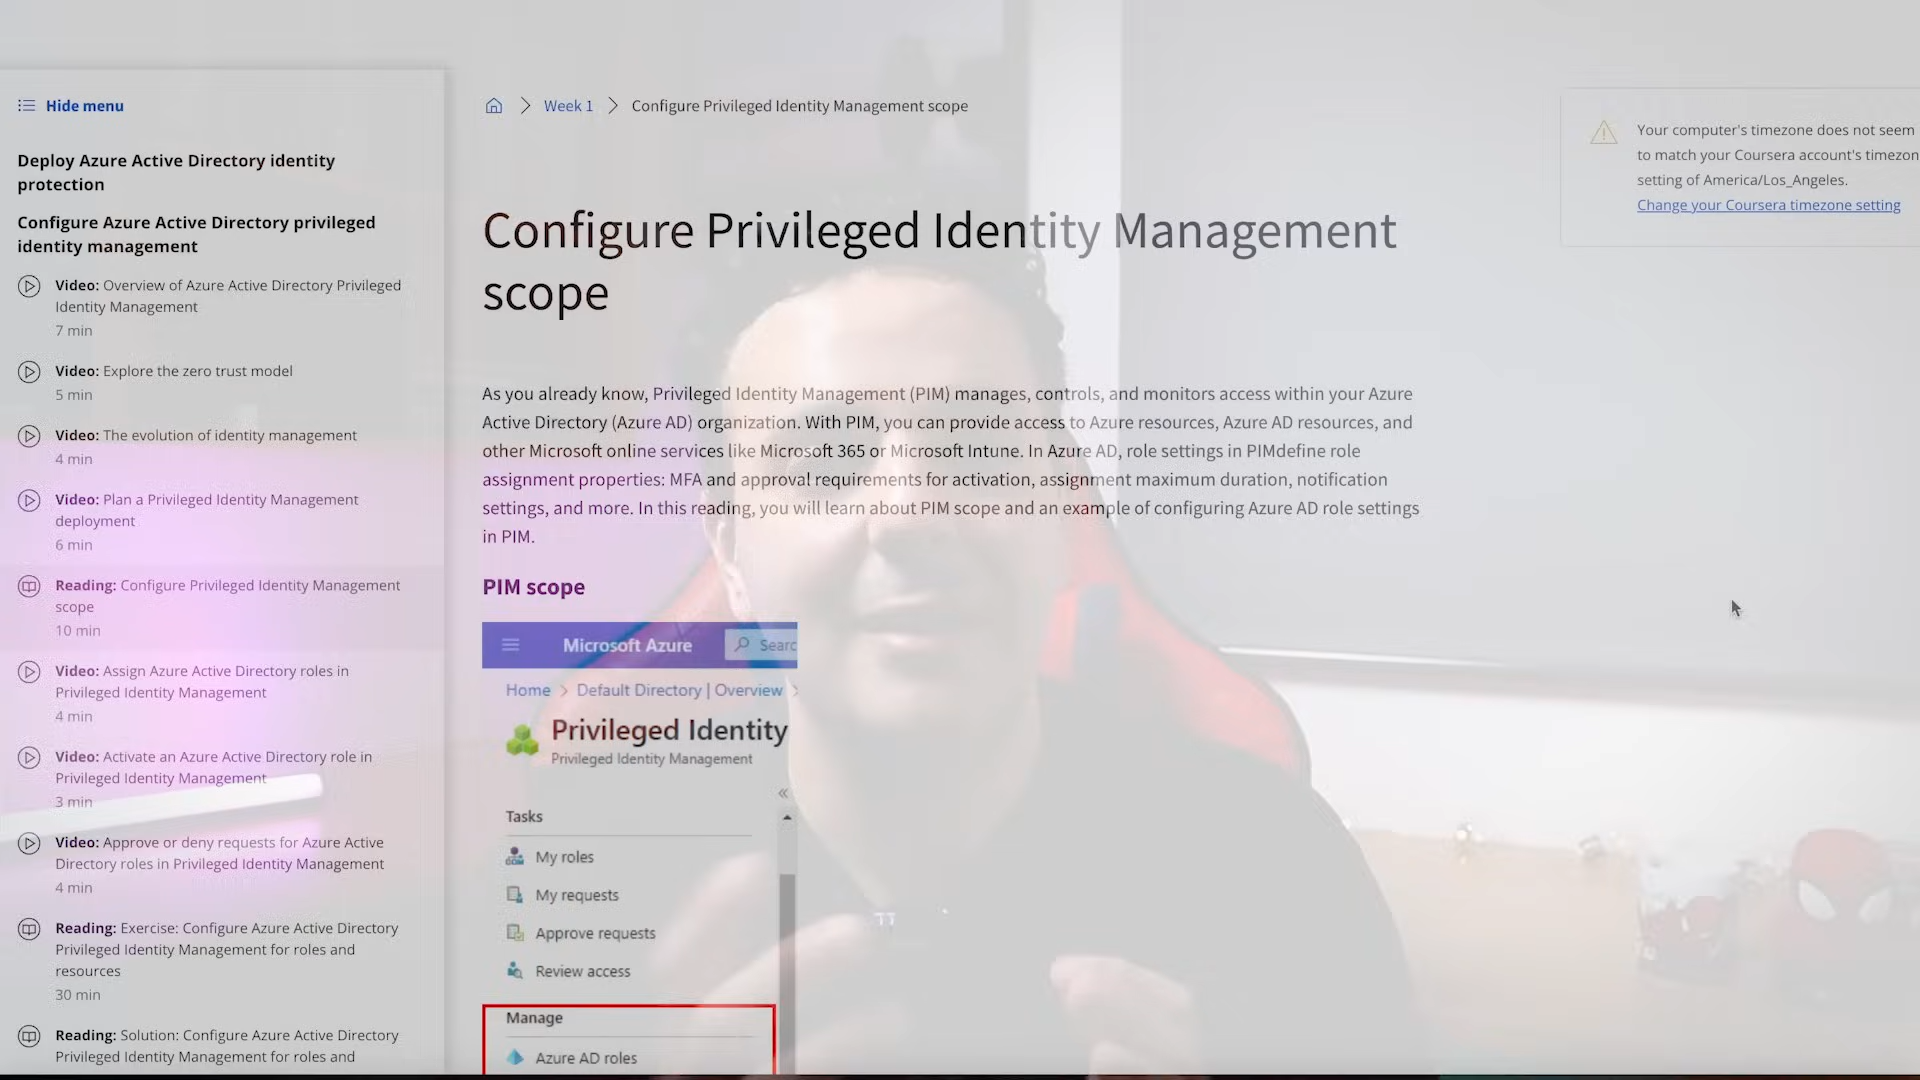 Hide menu
Deploy Azure Active Directory identity
protection
Configure Azure Active Directory privileged
identity management
Video: Overview of Azure Active Directory Privileged
Identity Management
7 min
Video: Explore the zero trust model
5 min
Video: The evolution of identity management
4 min
Video: Plan a Privileged Identity Management
deployment
6 min
Reading: Configure Privileged Identity Management
scope
10 min
Video: Assign Azure Active Directory roles in
Privileged Identity Management
4 min
Video: Activate an Azure Active Directory role in
Privileged Identity Management
3 min
Video: Approve or deny requests for Azure Active
Directory roles in Privileged Identity Management
4 min
Reading: Exercise: Configure Azure Active Directory
Privileged Identity Management for roles and
resources
30 min
Reading: Solution: Configure Azure Active Directory
Privileged Identity Management for roles and
Week 1 Configure Privileged Identity Management scope
Configure Privileged Identity Management
scope
As you already know, Privileged Identity Management (PIM) manages, controls, and monitors access within your Azure
Active Directory (Azure AD) organization. With PIM, you can provide access to Azure resources, Azure AD resources, and
other Microsoft online services like Microsoft 365 or Microsoft Intune. In Azure AD, role settings in PIMdefine role
assignment properties: MFA and approval requirements for activation, assignment maximum duration, notification
settings, and more. In this reading, you will learn about PIM scope and an example of configuring Azure AD role settings
in PIM.
PIM scope
Microsoft Azure Searc
Home > Default Directory | Overview >
Privileged Identity
Privileged Identity Management
«
Tasks
My roles
My requests
Approve requests
Review access
Manage
Azure AD roles
Your computer's timezone does not seem
to match your Coursera account's timezon
setting of America/Los_Angeles.
Change your Coursera timezone setting